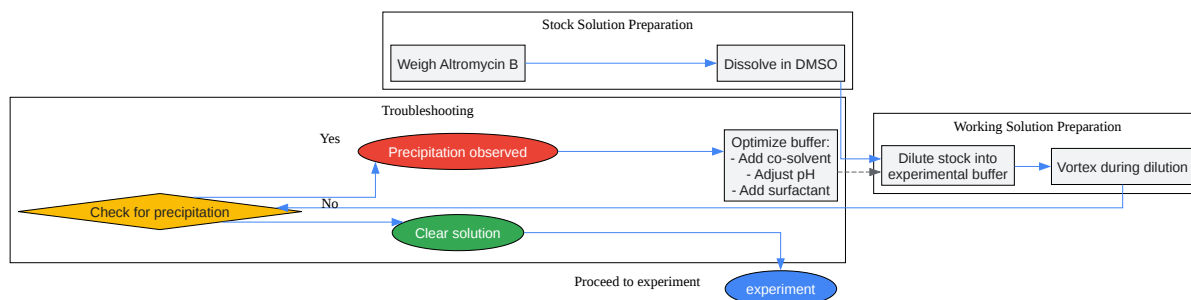 Stock Solution Preparation
Weigh Altromycin B
Dissolve in DMSO
Troubleshooting
Yes
Precipitation observed
Optimize buffer:
- Add co-solvent
- Adjust pH
- Add surfactant
Working Solution Preparation
Dilute stock into
experimental buffer
Vortex during dilution
Check for precipitation
No
Clear solution
Proceed to experiment
experiment